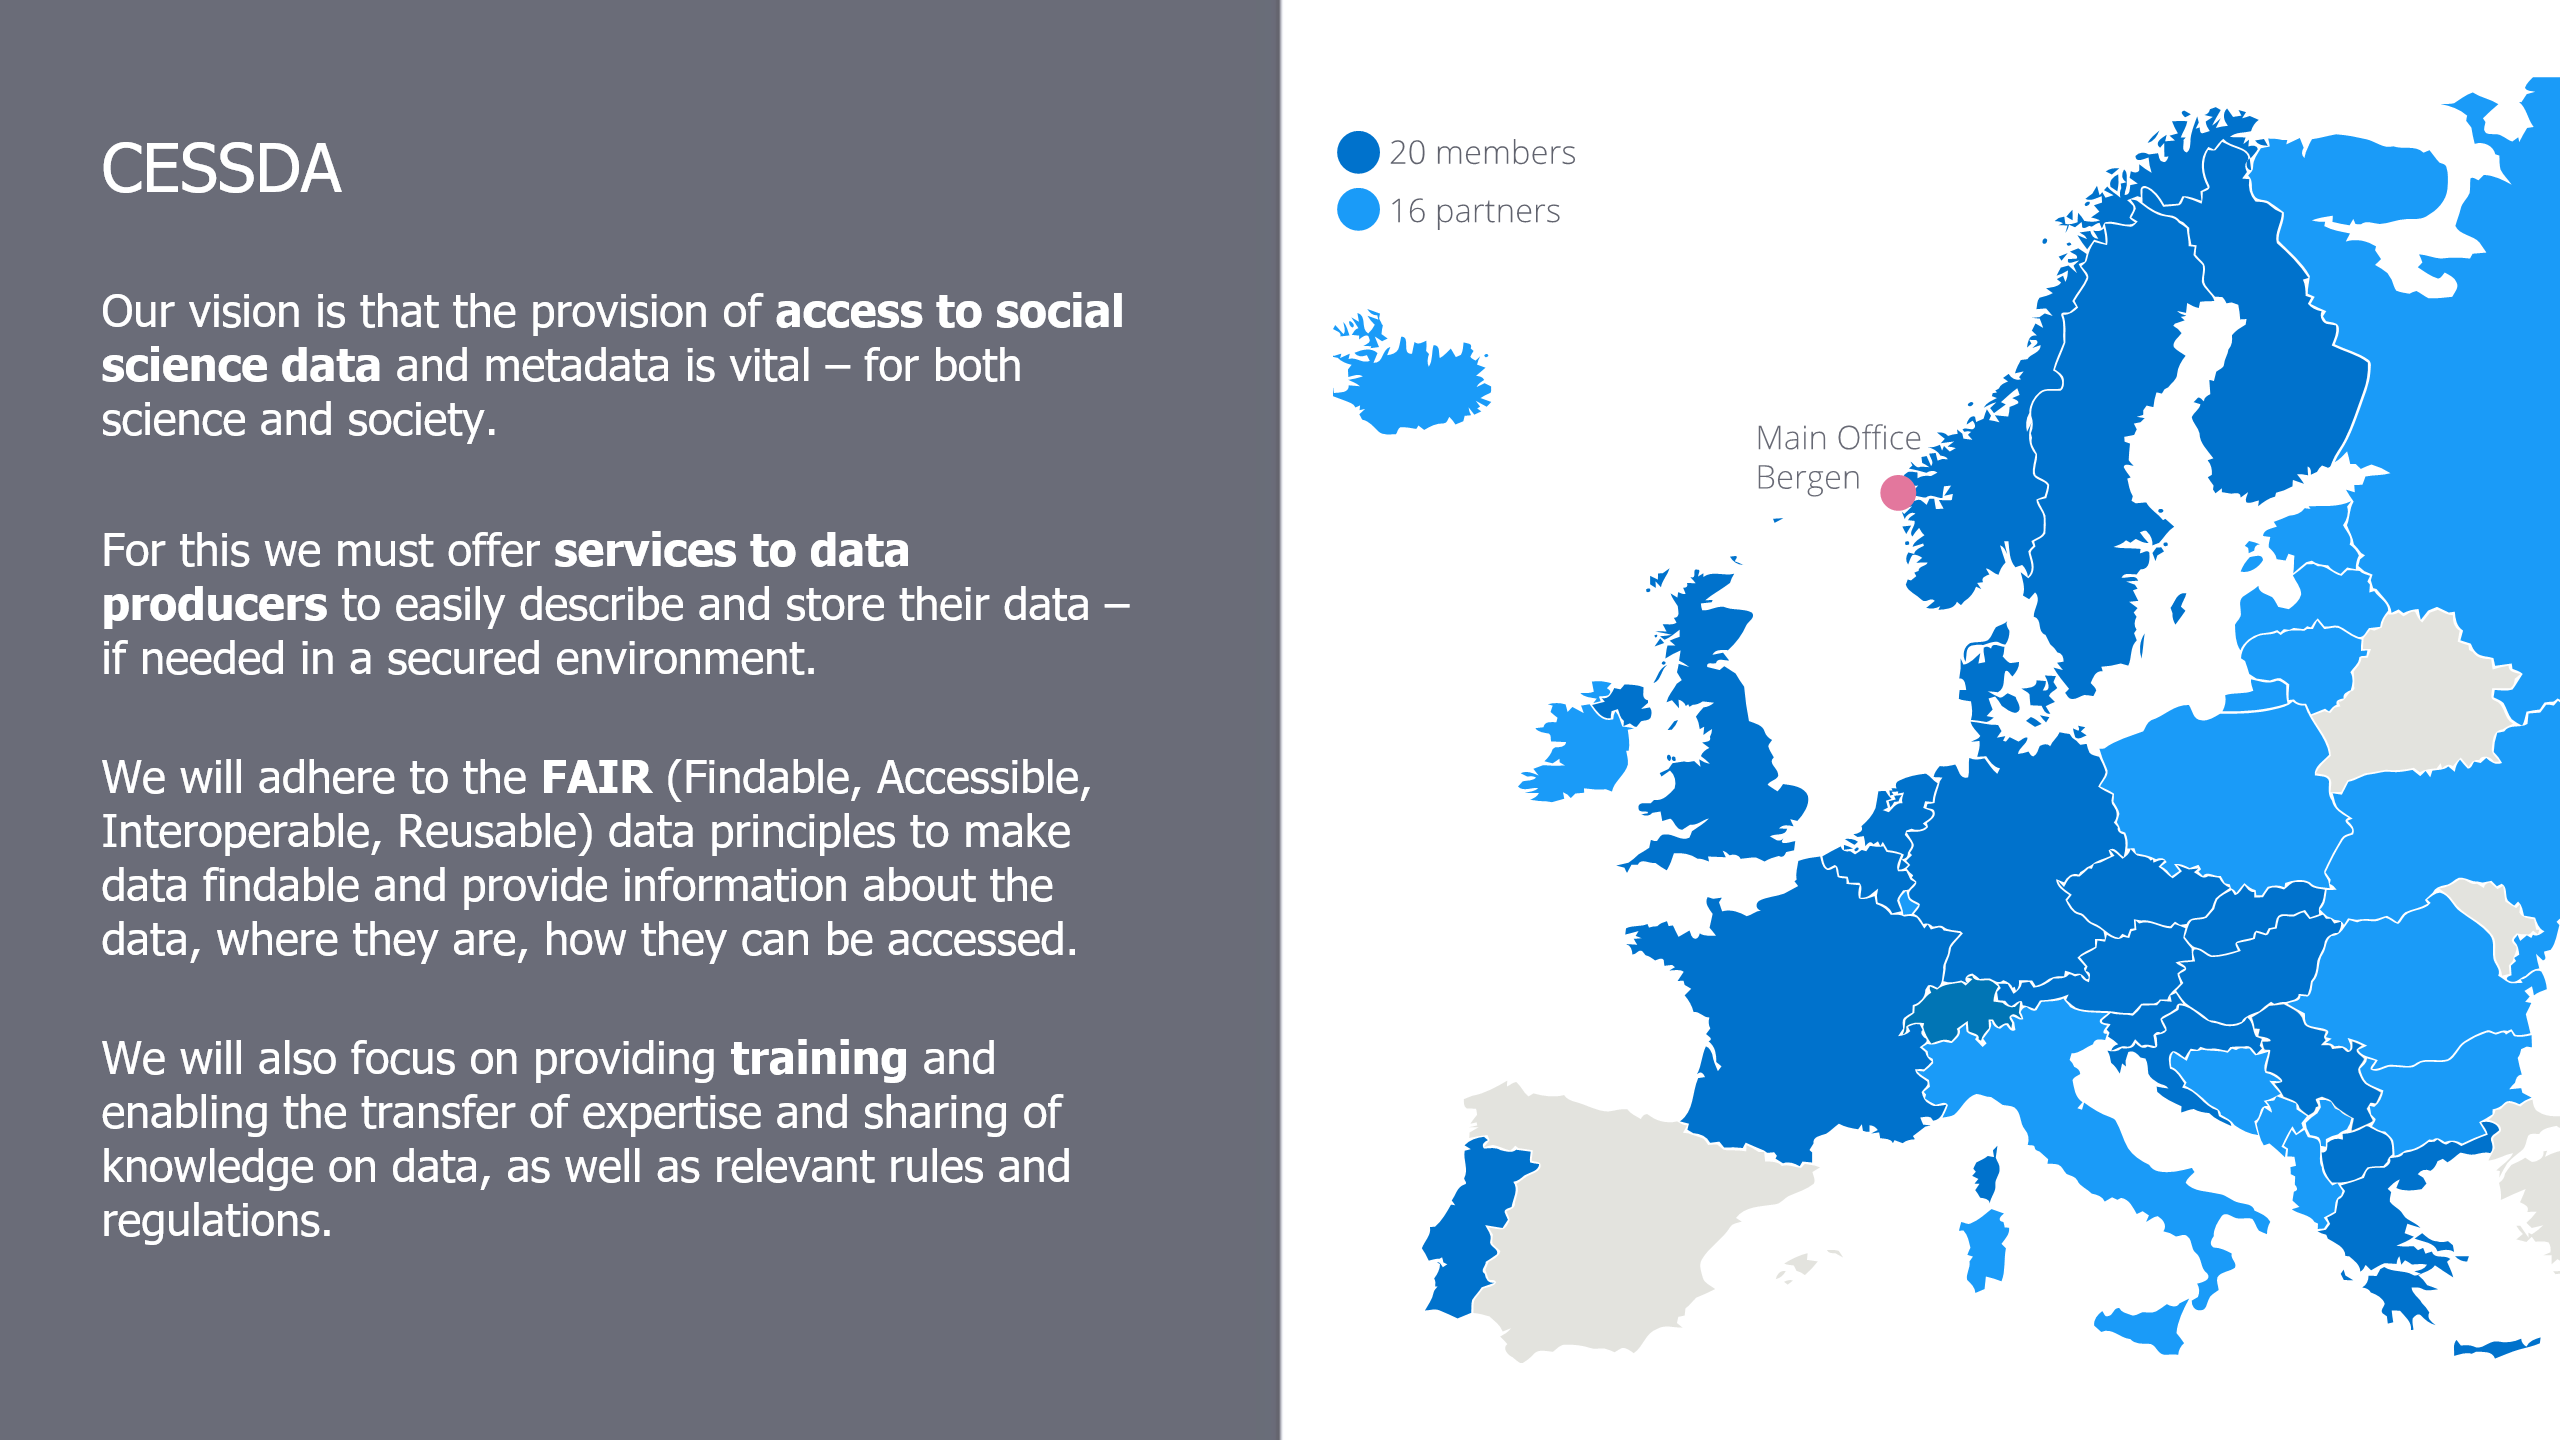 CESSDA
Our vision is that the provision of access to social
science data and metadata is vital – for both
science and society.
For this we must offer services to data
producers to easily describe and store their data –
if needed in a secured environment.
We will adhere to the FAIR (Findable, Accessible,
Interoperable, Reusable) data principles to make
data findable and provide information about the
data, where they are, how they can be accessed.
We will also focus on providing training and
enabling the transfer of expertise and sharing of
knowledge on data, as well as relevant rules and
regulations.
20 members
16 partners
Main Office
Bergen